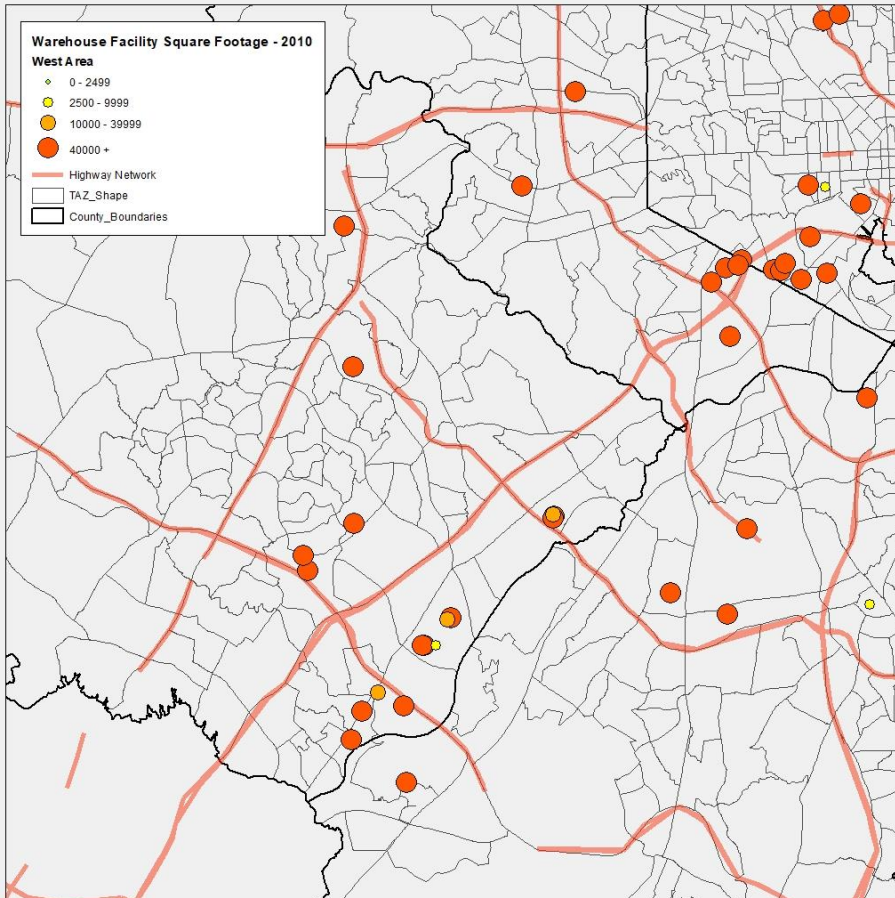 Warehouse Facility Square Footage - 2010
West Area
0 - 2499
2500 - 9999
10000 - 39999
40000 +
Highway Network
TAZ_Shape
County_Boundaries